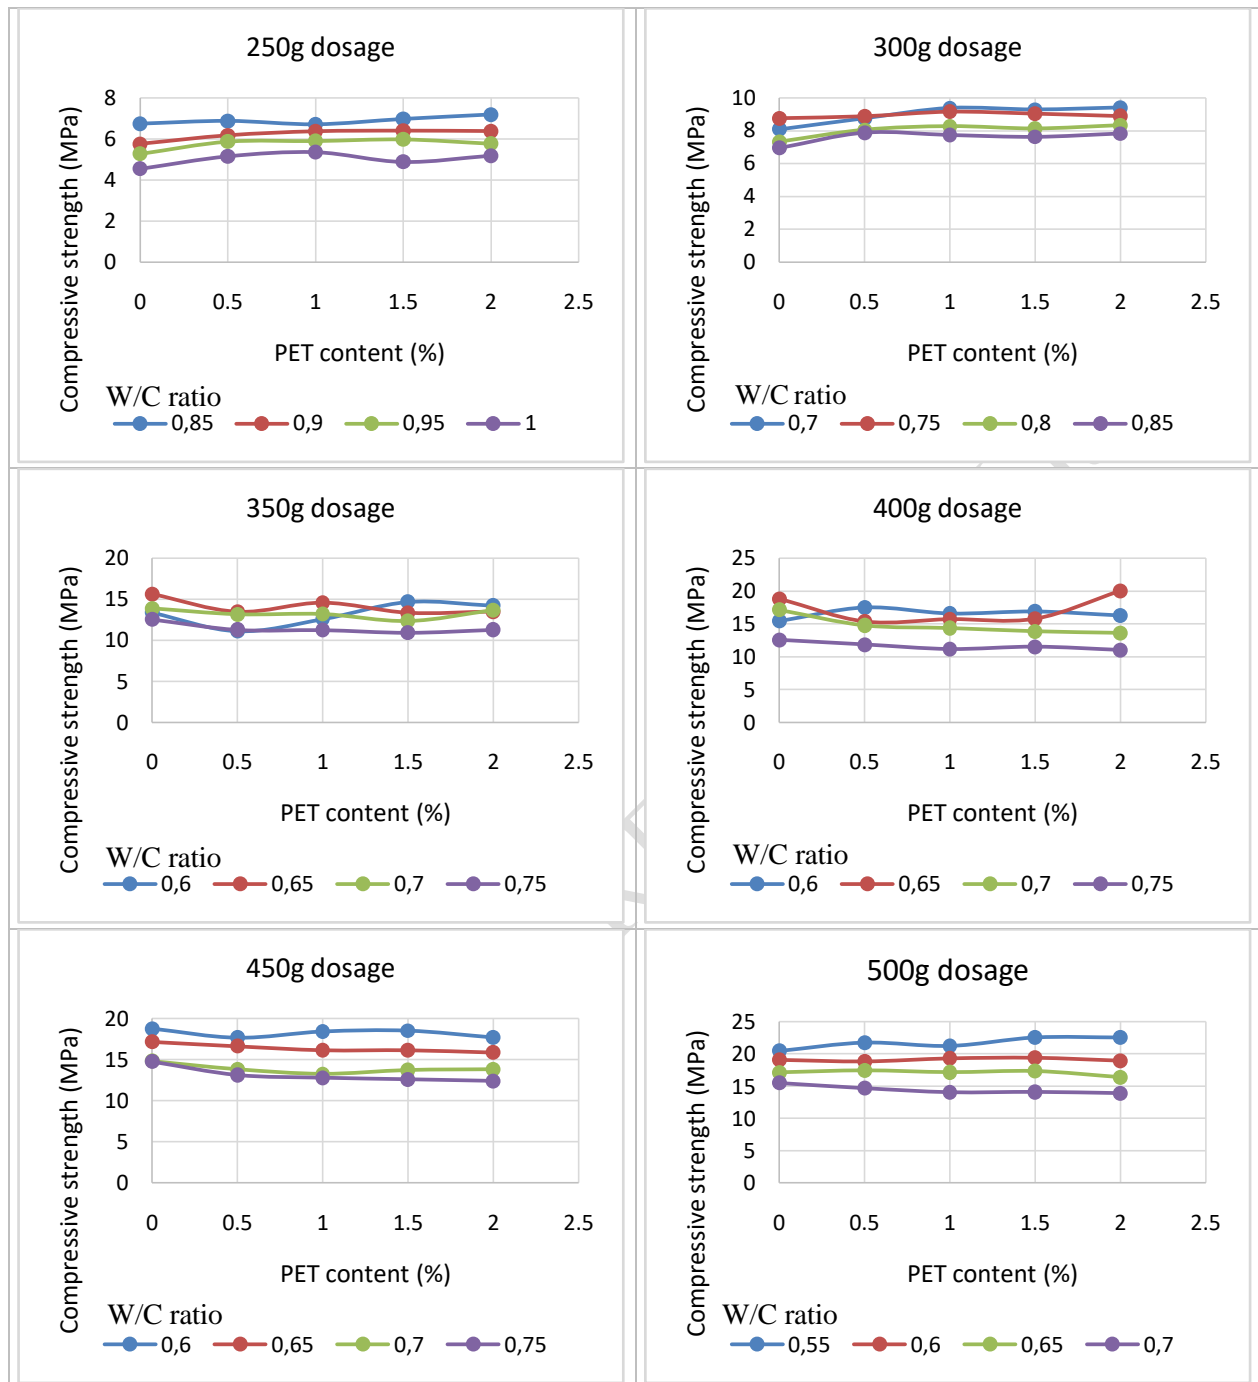 250g dosage
Compressive strength (MPa)
8
6
4
2
0
0 0.5 1 1.5 2 2.5
PET content (%)
W/C ratio
0,85 0,9 0,95 1
300g dosage
Compressive strength (MPa)
10
8
6
4
2
0
0 0.5 1 1.5 2 2.5
PET content (%)
W/C ratio
0,7 0,75 0,8 0,85
350g dosage
Compressive strength (MPa)
20
15
10
5
0
0 0.5 1 1.5 2 2.5
PET content (%)
W/C ratio
0,6 0,65 0,7 0,75
400g dosage
Compressive strength (MPa)
25
20
15
10
5
0
0 0.5 1 1.5 2 2.5
PET content (%)
W/C ratio
0,6 0,65 0,7 0,75
450g dosage
Compressive strength (MPa)
20
15
10
5
0
0 0.5 1 1.5 2 2.5
PET content (%)
W/C ratio
0,6 0,65 0,7 0,75
500g dosage
Compressive strength (MPa)
25
20
15
10
5
0
0 0.5 1 1.5 2 2.5
PET content (%)
W/C ratio
0,55 0,6 0,65 0,7